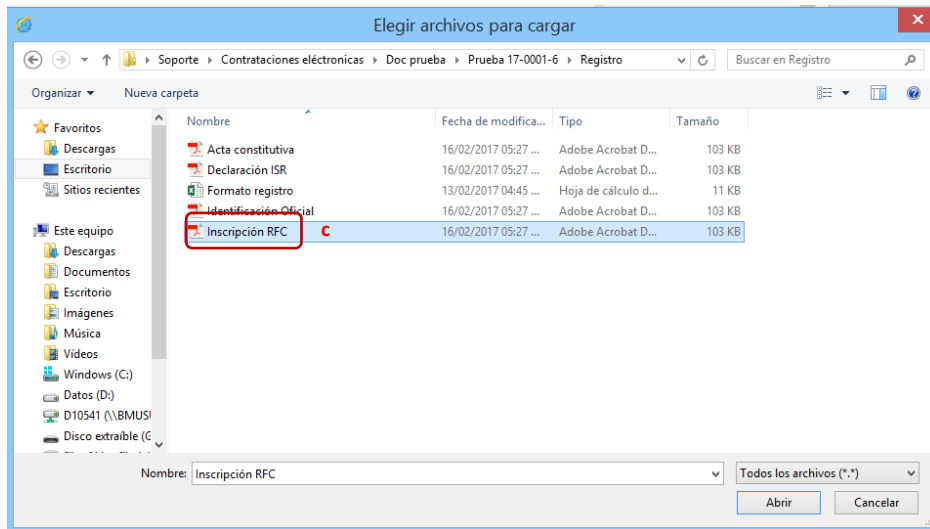 Elegir archivos para cargar
Soporte Contrataciones eléctronicas Doc prueba Prueba 17-0001-6 Registro Buscar en Registro
Organizar Nueva carpeta
Nombre Fecha de modifica... Tipo Tamaño
Favoritos
Descargas
Escritorio
Sitios recientes
Este equipo
Descargas
Documentos
Escritorio
Imágenes
Música
Vídeos
Windows (C:)
Datos (D:)
D10541 (\\BMUSI
Disco extraíble (G
Acta constitutiva 16/02/2017 05:27 ... Adobe Acrobat D... 103 KB
Declaración ISR 16/02/2017 05:27 ... Adobe Acrobat D... 103 KB
Formato registro 13/02/2017 04:45 ... Hoja de cálculo d... 11 KB
Identificación Oficial 16/02/2017 05:27 ... Adobe Acrobat D... 103 KB
Inscripción RFC C 16/02/2017 05:27 ... Adobe Acrobat D... 103 KB
Nombre: Inscripción RFC Todos los archivos (*.*)
Abrir Cancelar